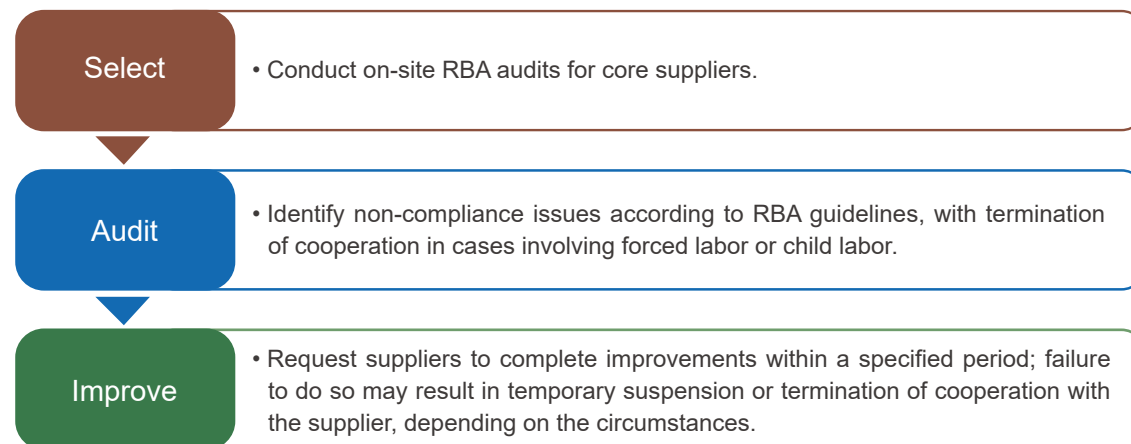 Select
• Conduct on-site RBA audits for core suppliers.
Audit
• Identify non-compliance issues according to RBA guidelines, with termination
of cooperation in cases involving forced labor or child labor.
Improve
• Request suppliers to complete improvements within a specified period; failure
to do so may result in temporary suspension or termination of cooperation with
the supplier, depending on the circumstances.